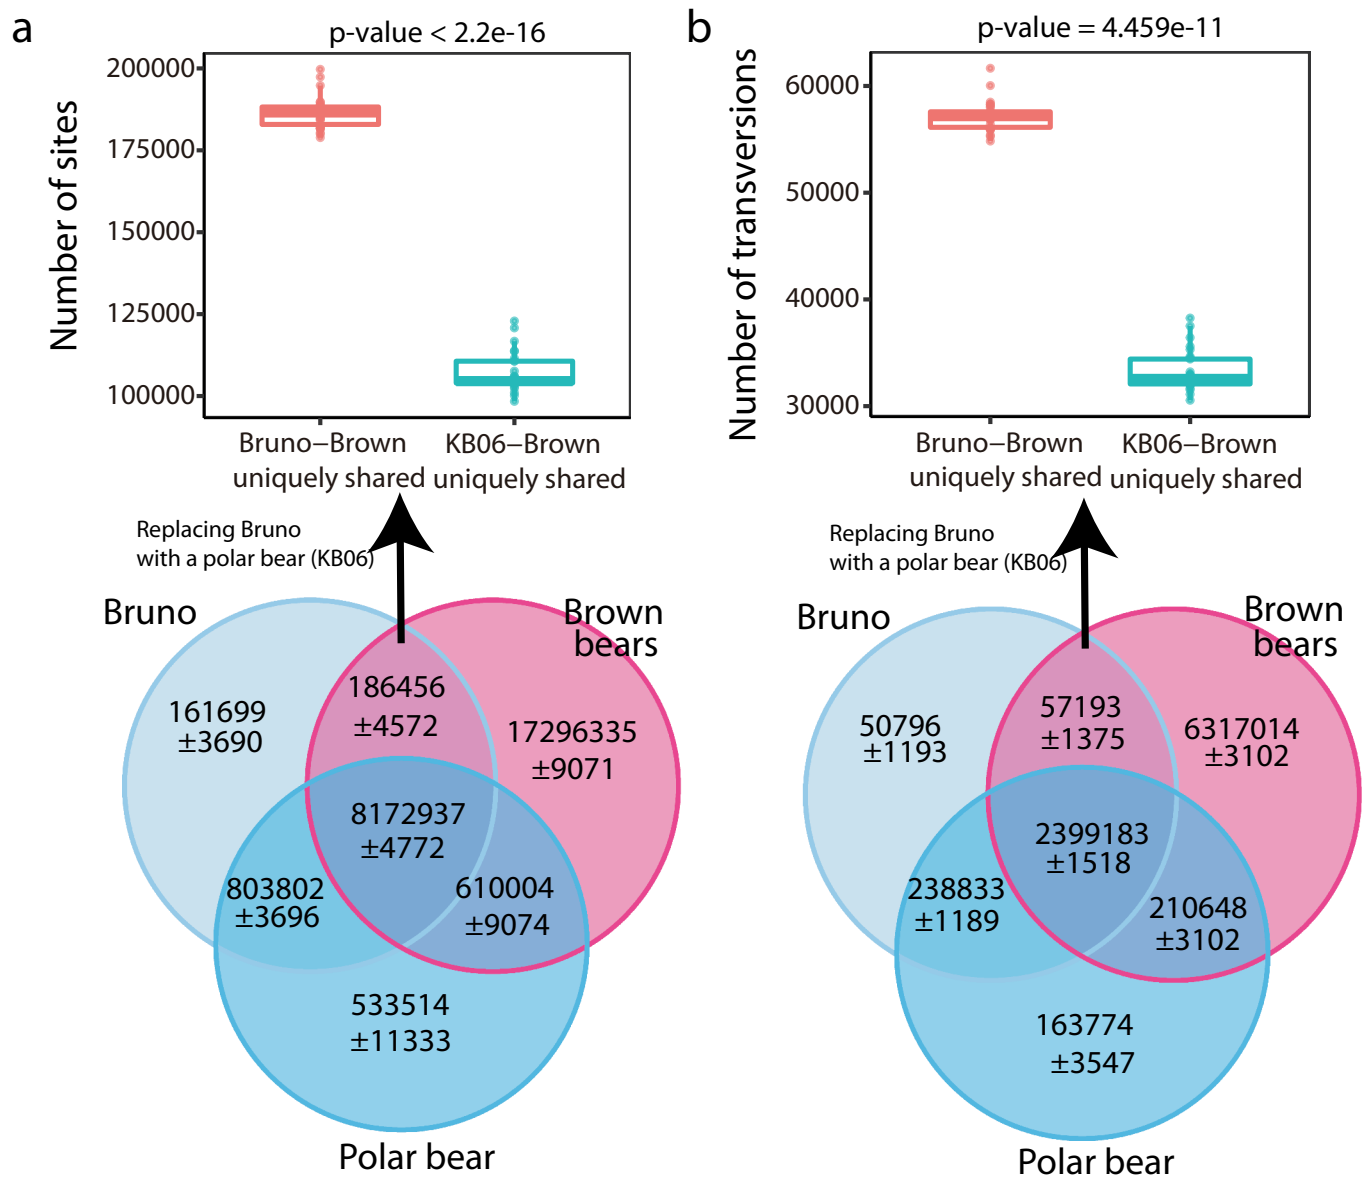 a
p-value < 2.2e-16
Number of sites
200000
175000
150000
125000
100000
Bruno−Brown
uniquely shared
KB06−Brown
uniquely shared
Replacing Bruno
with a polar bear (KB06)
Bruno
Brown
bears
161699
±3690
186456
±4572
17296335
±9071
8172937
±4772
803802
±3696
610004
±9074
533514
±11333
Polar bear
b
p-value = 4.459e-11
Number of transversions
60000
50000
40000
30000
Bruno−Brown
uniquely shared
KB06−Brown
uniquely shared
Replacing Bruno
with a polar bear (KB06)
Bruno
Brown
bears
50796
±1193
57193
±1375
6317014
±3102
2399183
±1518
238833
±1189
210648
±3102
163774
±3547
Polar bear